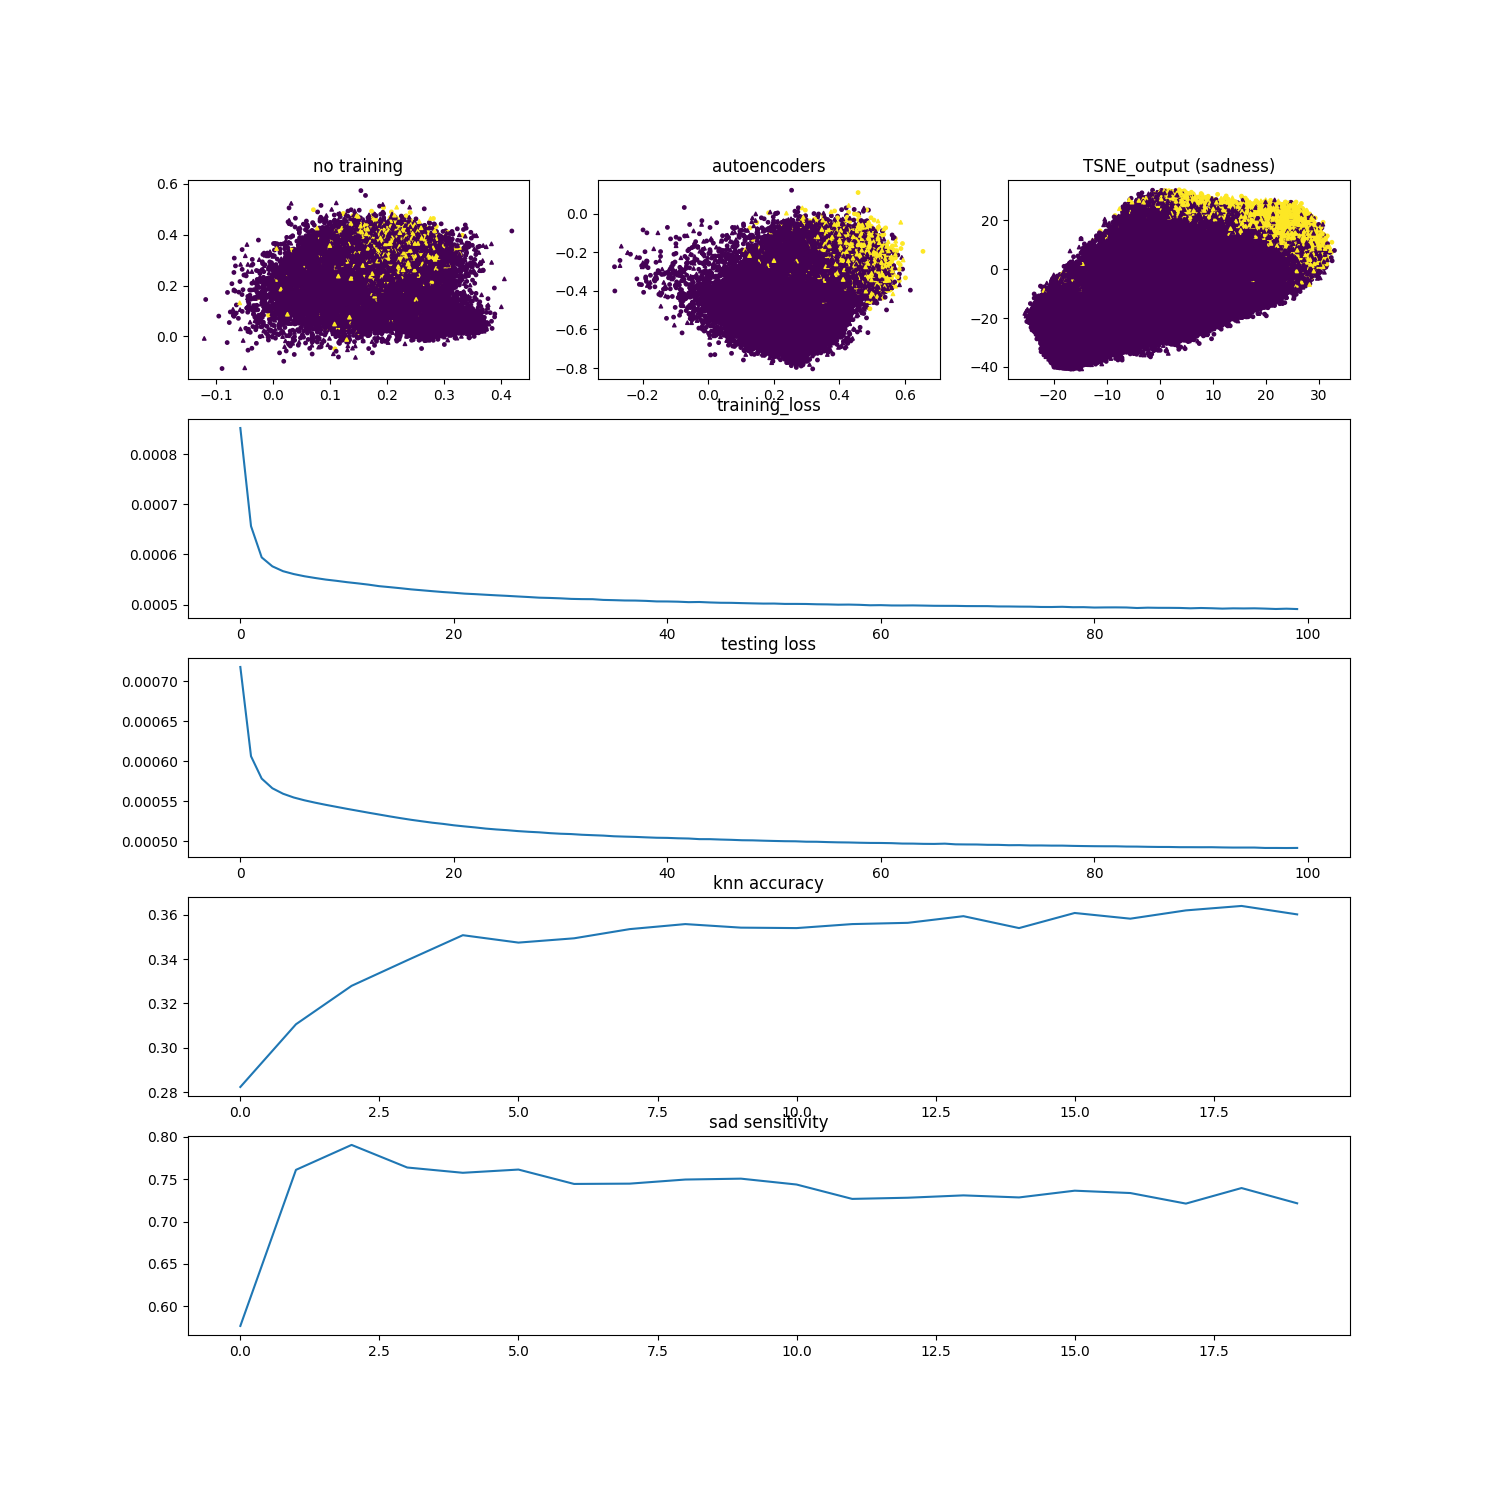 no training
autoencoders
TSNE_output (sadness)
0.6
0.4
0.2
0.0
−0.1 0.0 0.1 0.2 0.3 0.4
0.0
−0.2
−0.4
−0.6
−0.8
−0.2 0.0 0.2 0.4 0.6
20
0
−20
−40
−20 −10 0 10 20 30
training_loss
0.0008
0.0007
0.0006
0.0005
0 20 40 60 80 100
testing loss
0.00070
0.00065
0.00060
0.00055
0.00050
0 20 40 60 80 100
knn accuracy
0.36
0.34
0.32
0.30
0.28
0.0 2.5 5.0 7.5 10.0 12.5 15.0 17.5
sad sensitivity
0.80
0.75
0.70
0.65
0.60
0.0 2.5 5.0 7.5 10.0 12.5 15.0 17.5